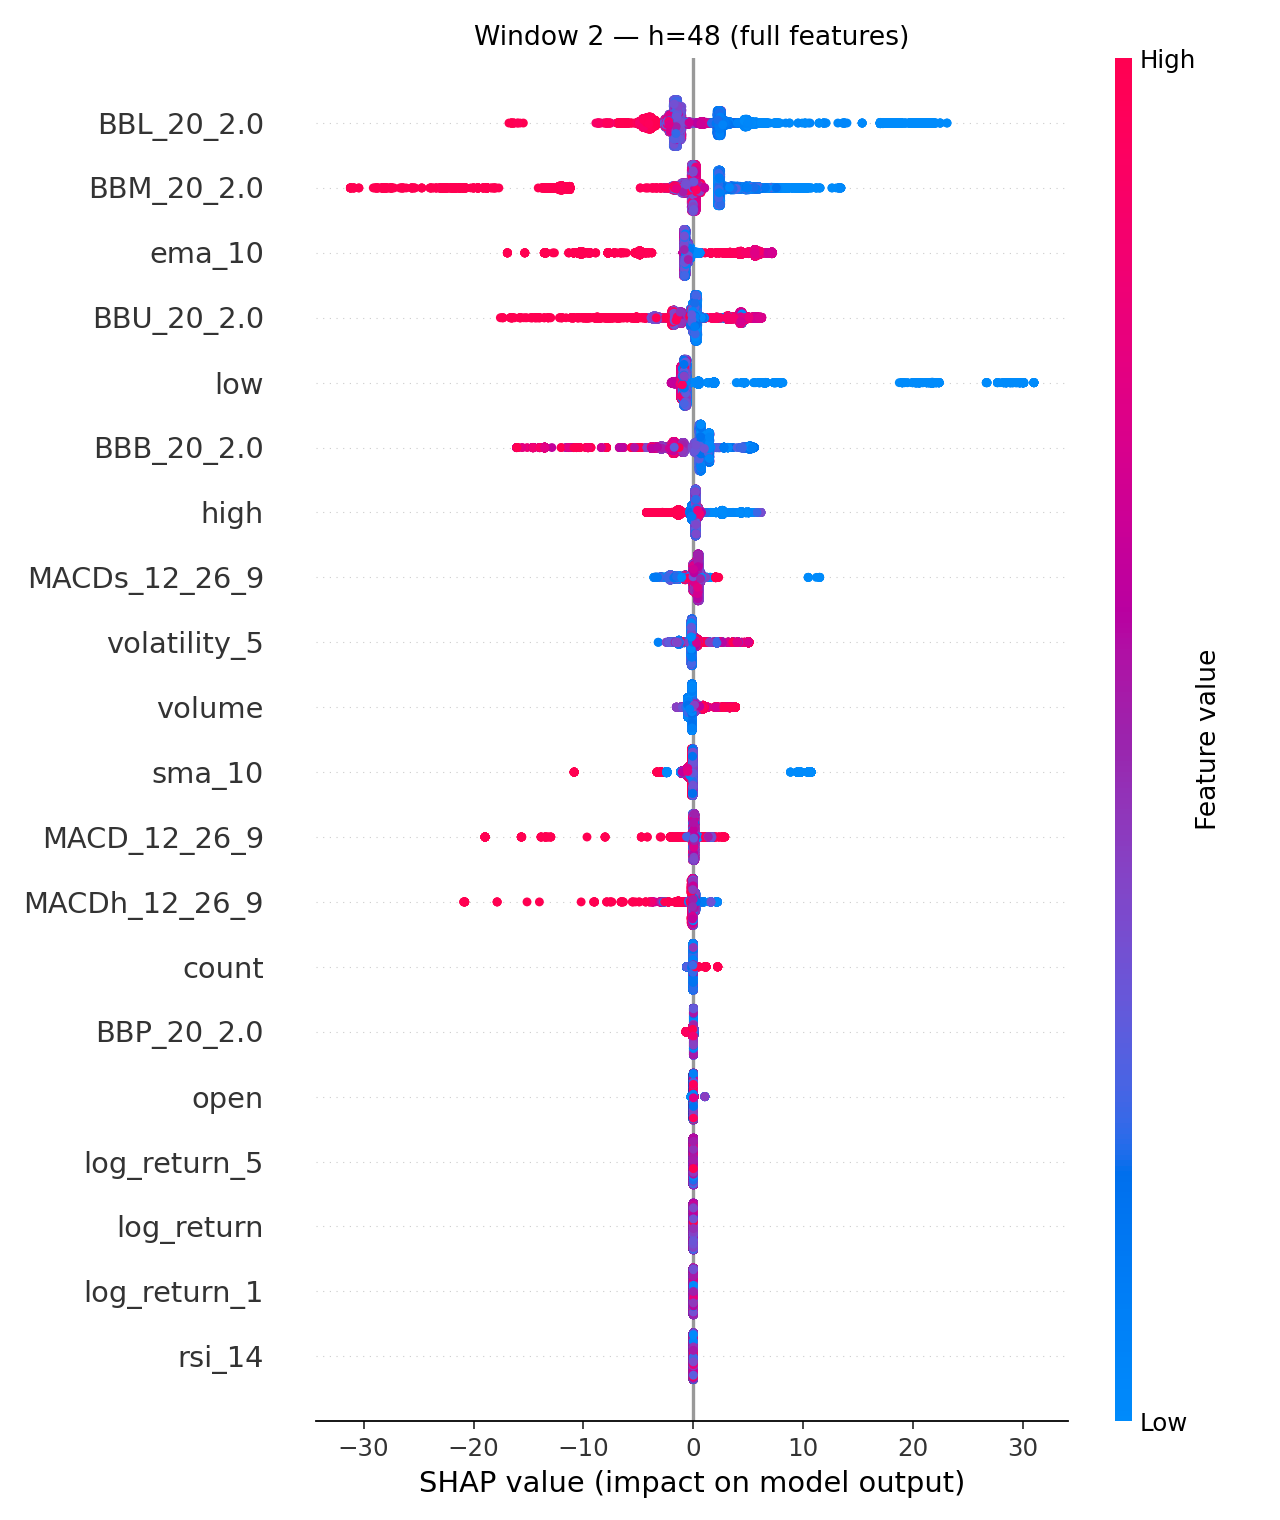 Window 2 — h=48 (full features)
High
BBL_20_2.0
BBM_20_2.0
ema_10
BBU_20_2.0
low
BBB_20_2.0
high
MACDs_12_26_9
volatility_5
volume
sma_10
MACD_12_26_9
MACDh_12_26_9
count
BBP_20_2.0
open
log_return_5
log_return
log_return_1
rsi_14
Feature value
Low
−30 −20 −10 0 10 20 30
SHAP value (impact on model output)